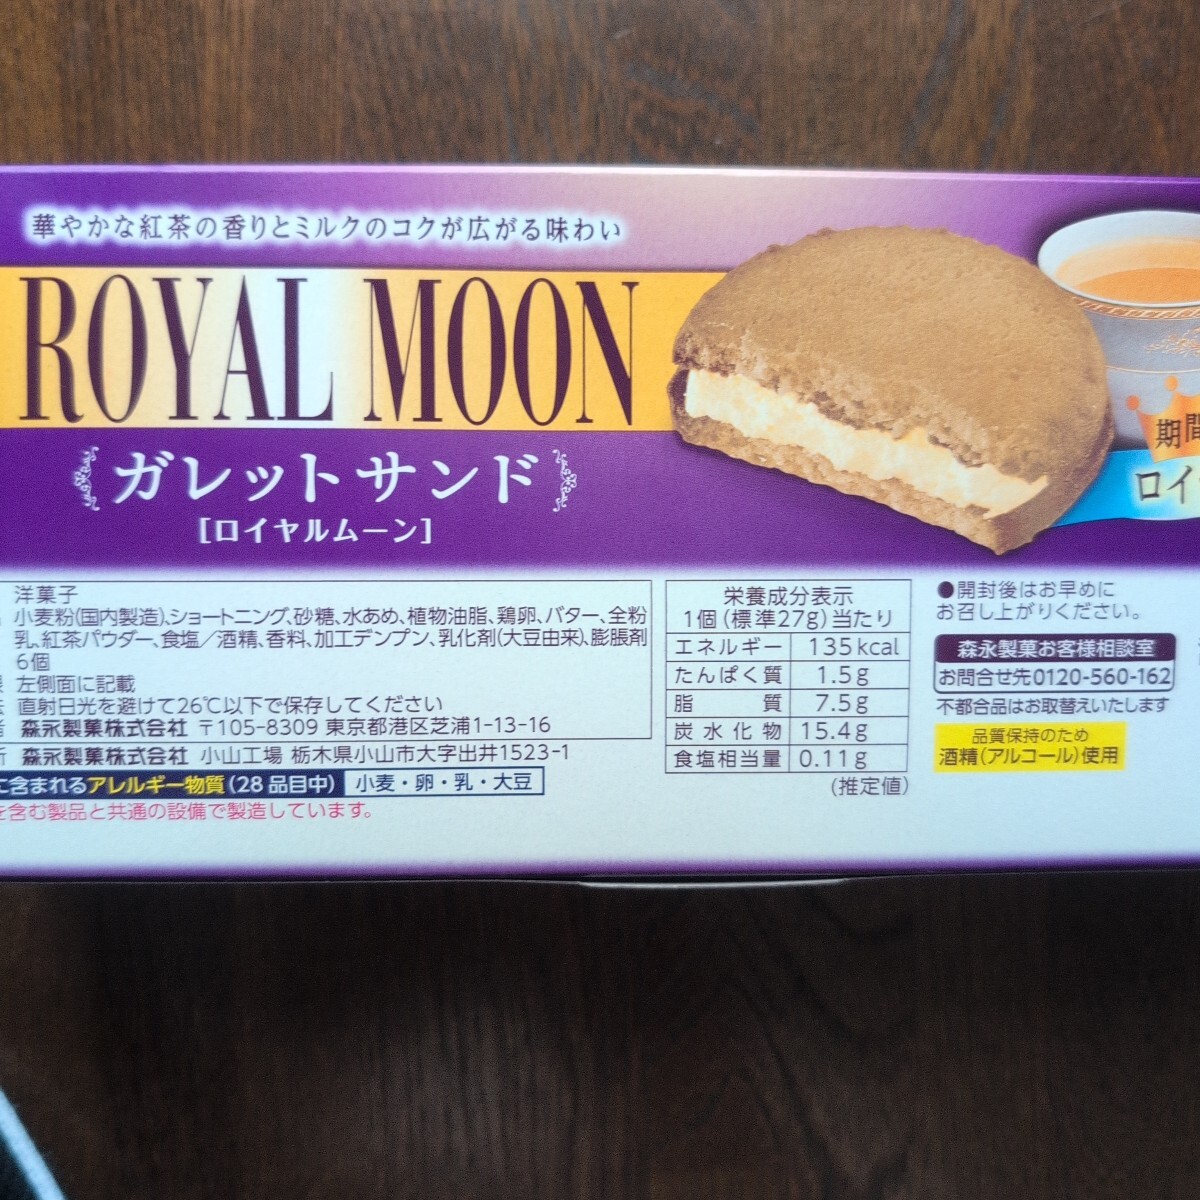 華やかな紅茶の香りとミルクのコクが広がる味わい
ROYAL MOON
ガレットサンド
[ロイヤルムーン]
期間
ロイ
洋菓子
小麦粉(国内製造)、ショートニング、砂糖、水あめ、植物油脂、鶏卵、バター、全粉
乳、紅茶パウダー、食塩／酒精、香料、加工デンプン、乳化剤(大豆由来)、膨脹剤
6個
左側面に記載
直射日光を避けて26℃以下で保存してください
森永製菓株式会社 〒105-8309 東京都港区芝浦1-13-16
森永製菓株式会社 小山工場 栃木県小山市大字出井1523-1
に含まれるアレルギー物質(28品目中) 小麦・卵・乳・大豆
を含む製品と共通の設備で製造しています。
栄養成分表示
1個(標準27g)当たり
エネルギー 135kcal
たんぱく質 1.5g
脂質 7.5g
炭水化物 15.4g
食塩相当量 0.11g
(推定値)
●開封後はお早めに
お召し上がりください。
森永製菓お客様相談室
お問合せ先0120-560-162
不都合品はお取替えいたします
品質保持のため
酒精(アルコール)使用